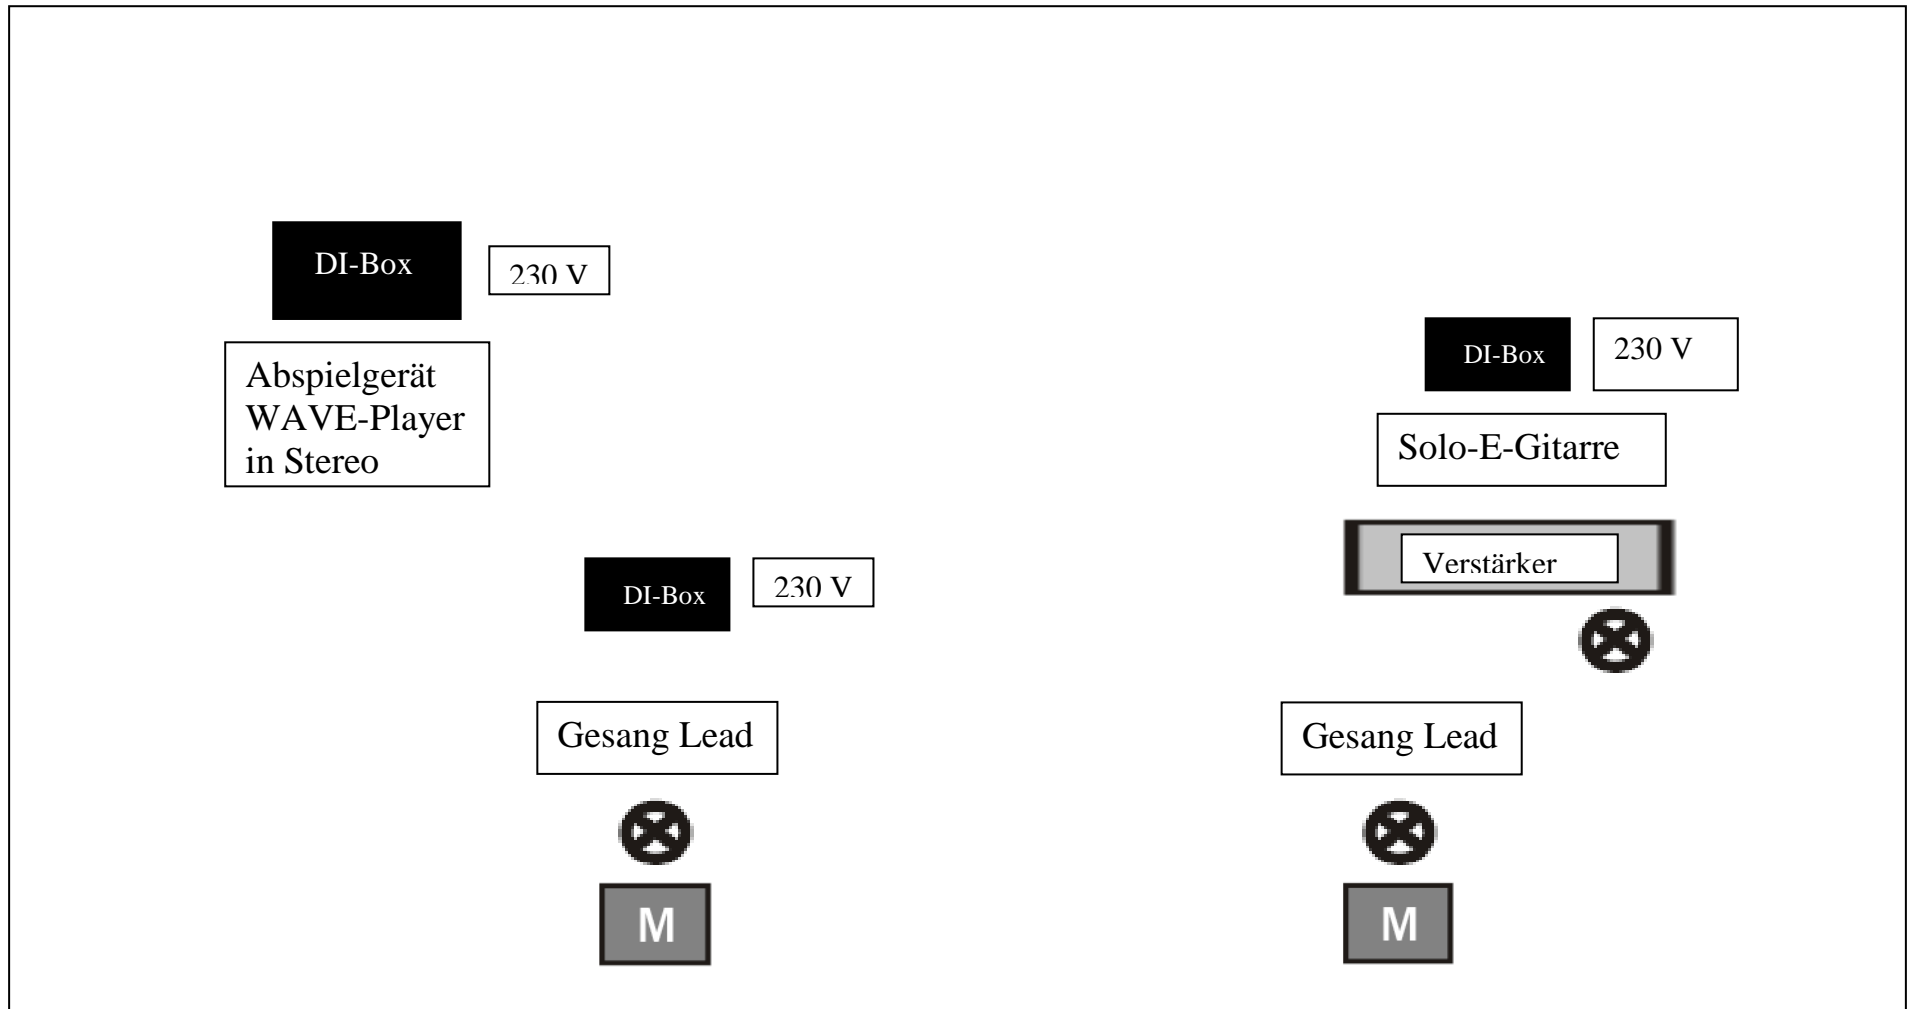 DI-Box
230 V
Abspielgerät
WAVE-Player
in Stereo
DI-Box
230 V
Solo-E-Gitarre
Verstärker
DI-Box
230 V
Gesang Lead
Gesang Lead
M
M